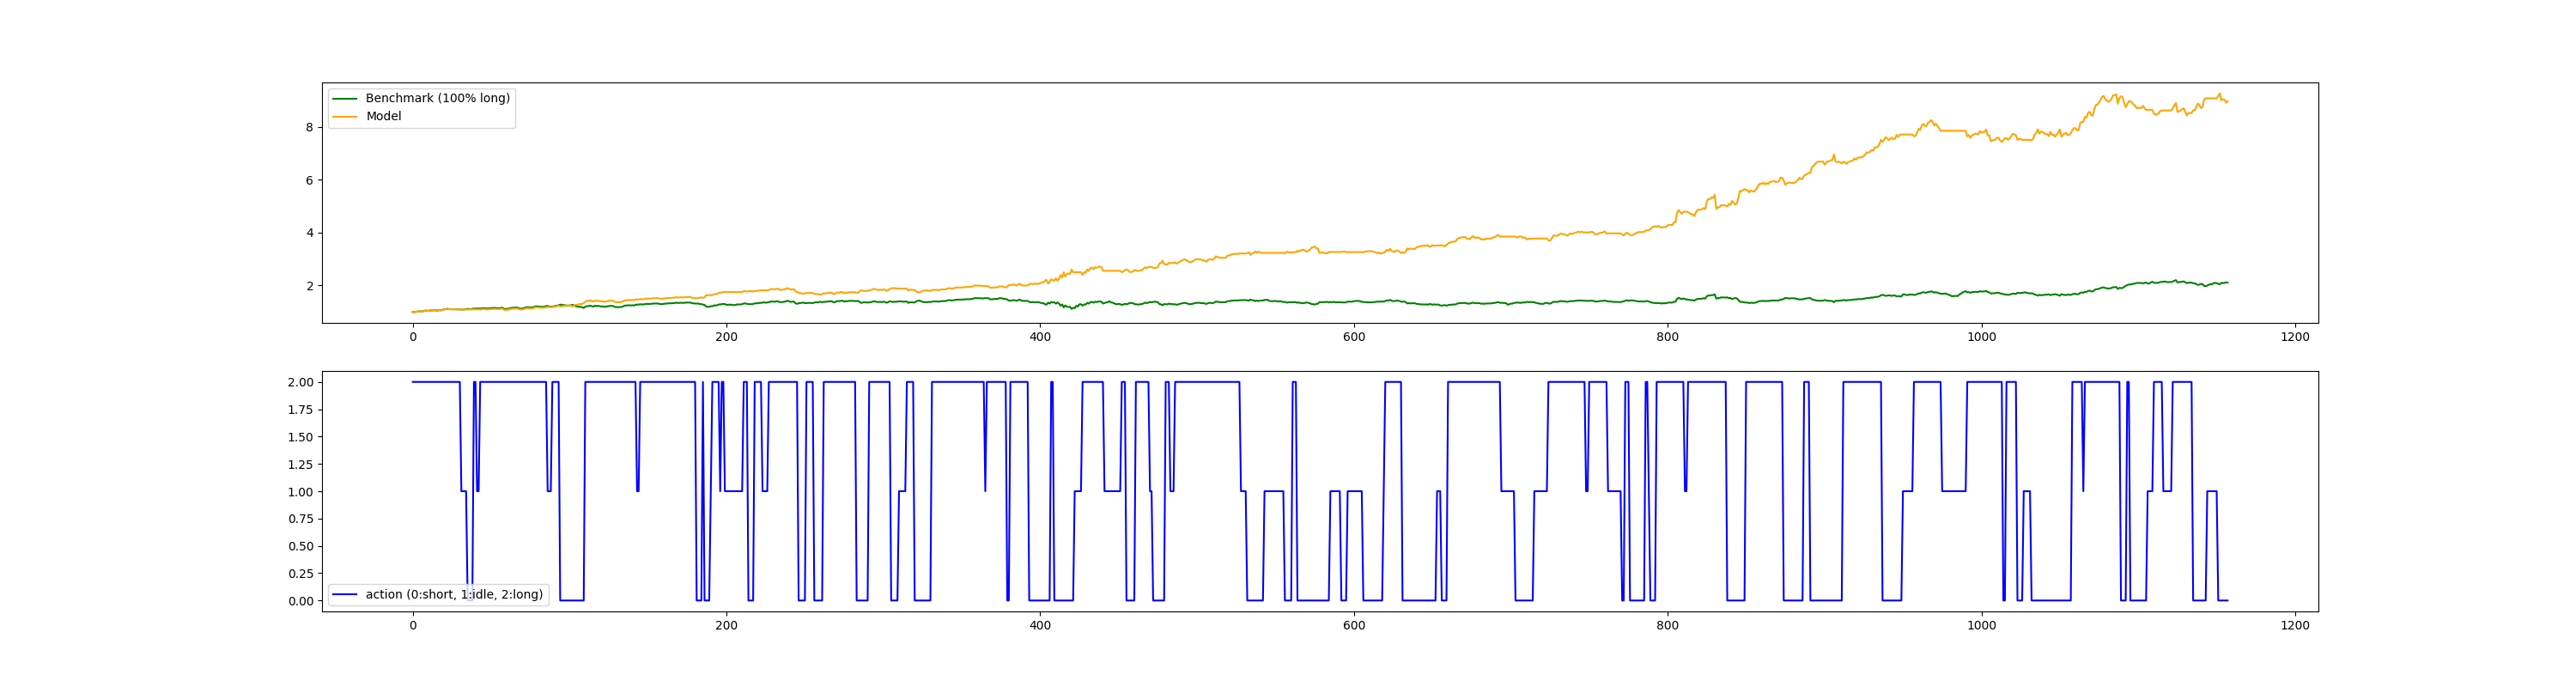 Benchmark (100% long)
Model
8
6
4
2
0 200 400 600 800 1000 1200
2.00
1.75
1.50
1.25
1.00
0.75
0.50
0.25
0.00
action (0:short, 1:idle, 2:long)
0 200 400 600 800 1000 1200